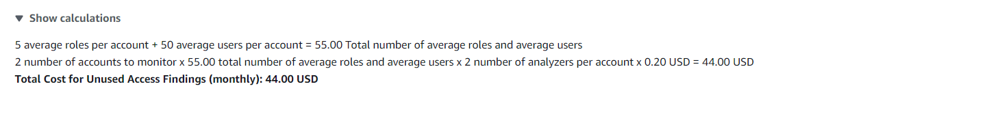 Show calculations
5 average roles per account + 50 average users per account = 55.00 Total number of average roles and average users
2 number of accounts to monitor x 55.00 total number of average roles and average users x 2 number of analyzers per account x 0.20 USD = 44.00 USD
Total Cost for Unused Access Findings (monthly): 44.00 USD